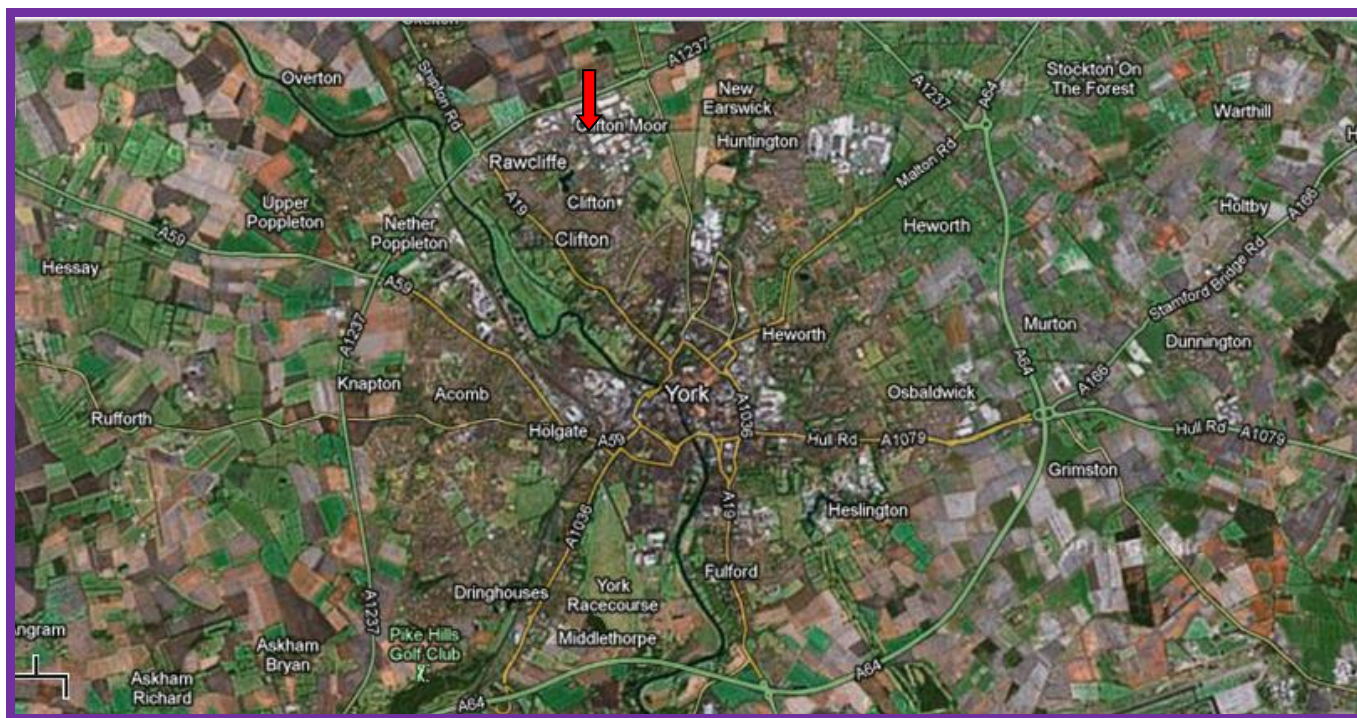 Shipton Rd
A1237
Overton
New
Earswick
A1237
A64
Stockton On
The Forest
Warthill
Clifton Moor
Huntington
Malton Rd
Rawcliffe
Upper
Poppleton
A19
Clifton
Nether
Poppleton
Clifton
Heworth
Holtby
A166
A59
Hessay
A59
Stamford Bridge Rd
A1237
Murton
Dunnington
Heworth
A64
Knapton
Acomb
York
Osbaldwick
A166
Rufforth
Holgate
A59
A1036
Hull Rd
A1079
Hull Rd
A1079
Grimston
A1036
A19
Heslington
Fulford
Dringhouses
York
Racecourse
A1237
Middlethorpe
Pike Hills
Golf Club
Askham
Bryan
Askham
Richard
A64
A64